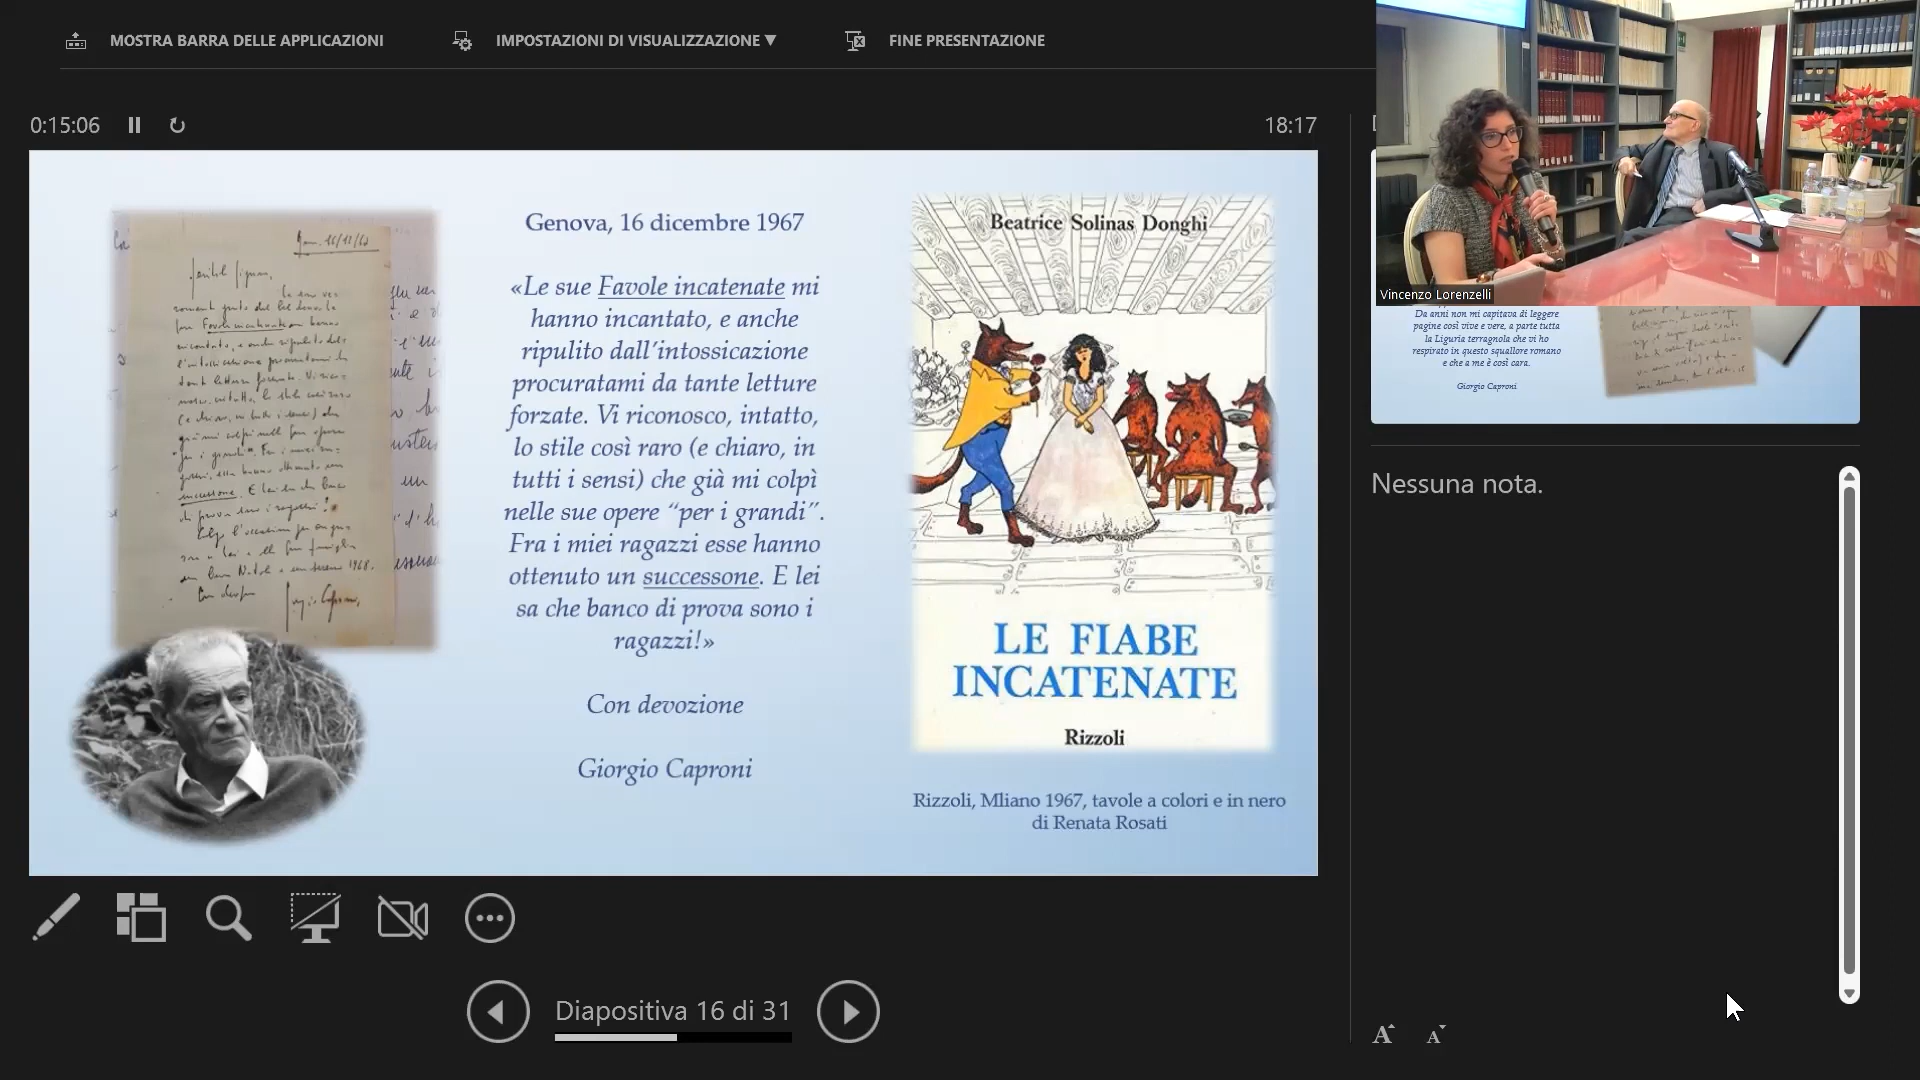 MOSTRA BARRA DELLE APPLICAZIONI
IMPOSTAZIONI DI VISUALIZZAZIONE ▼
FINE PRESENTAZIONE
0:15:06
18:17
Genova, 16 dicembre 1967
«Le sue Favole incatenate mi
hanno incantato, e anche
ripulito dall'intossicazione
procuratami da tante letture
forzate. Vi riconosco, intatto,
lo stile così raro (e chiaro, in
tutti i sensi) che già mi colpì
nelle sue opere “per i grandi”.
Fra i miei ragazzi esse hanno
ottenuto un successone. E lei
sa che banco di prova sono i
ragazzi!»
Con devozione
Giorgio Caproni
Beatrice Solinas Donghi
LE FIABE
INCATENATE
Rizzoli
Rizzoli, Mliano 1967, tavole a colori e in nero
di Renata Rosati
Diapositiva 16 di 31
Vincenzo Lorenzelli
Da anni non mi capitava di leggere
pagine così vive e vere, a parte tutta
la Liguria terragnola che vi ho
respirato in questo squallore romano
e che a me è così cara.
Giorgio Caproni
Nessuna nota.
A A